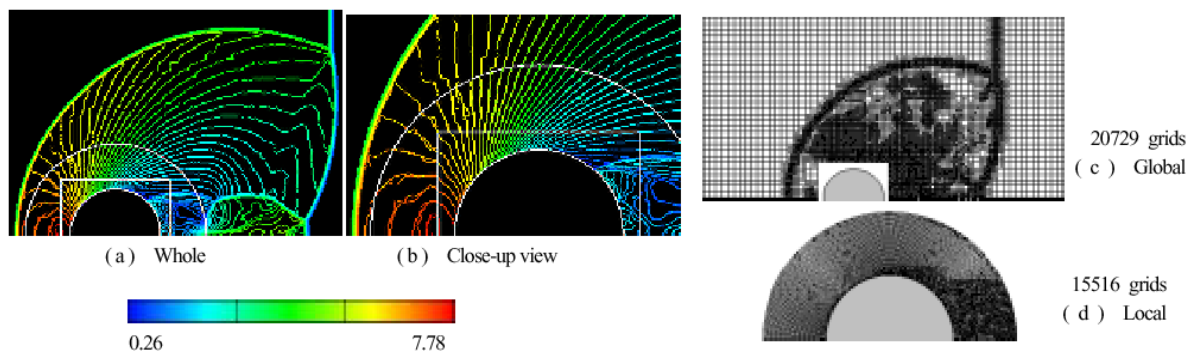 20729 grids
( c ) Global
( a ) Whole
( b ) Close-up view
15516 grids
( d ) Local
0.26
7.78